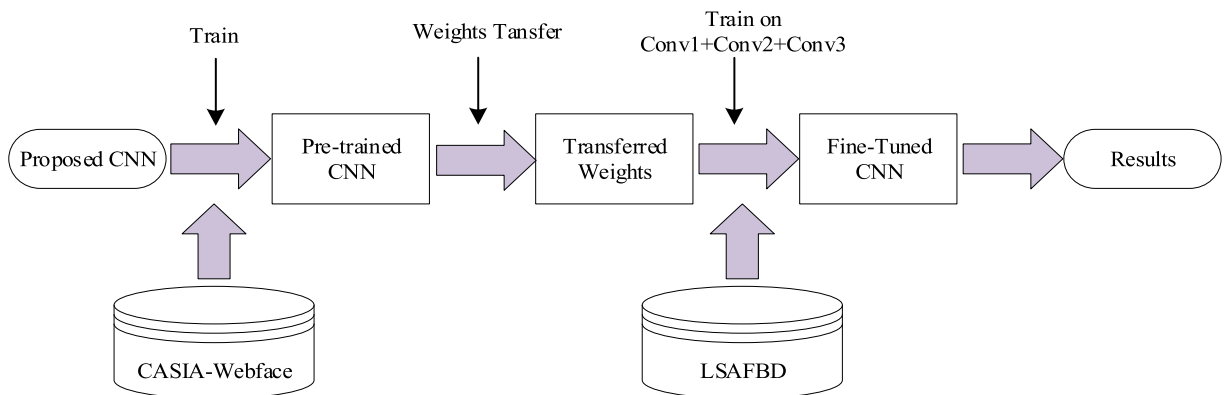 Train
Weights Tansfer
Train on
Conv1+Conv2+Conv3
Proposed CNN
Pre-trained
CNN
Transferred
Weights
Fine-Tuned
CNN
Results
CASIA-Webface
LSAFBD